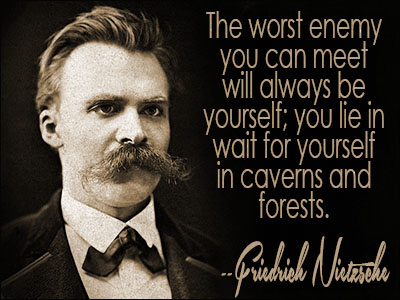 The worst enemy
you can meet
will always be
yourself; you lie in
wait for yourself
in caverns and
forests.
--Friedrich Nietzsche